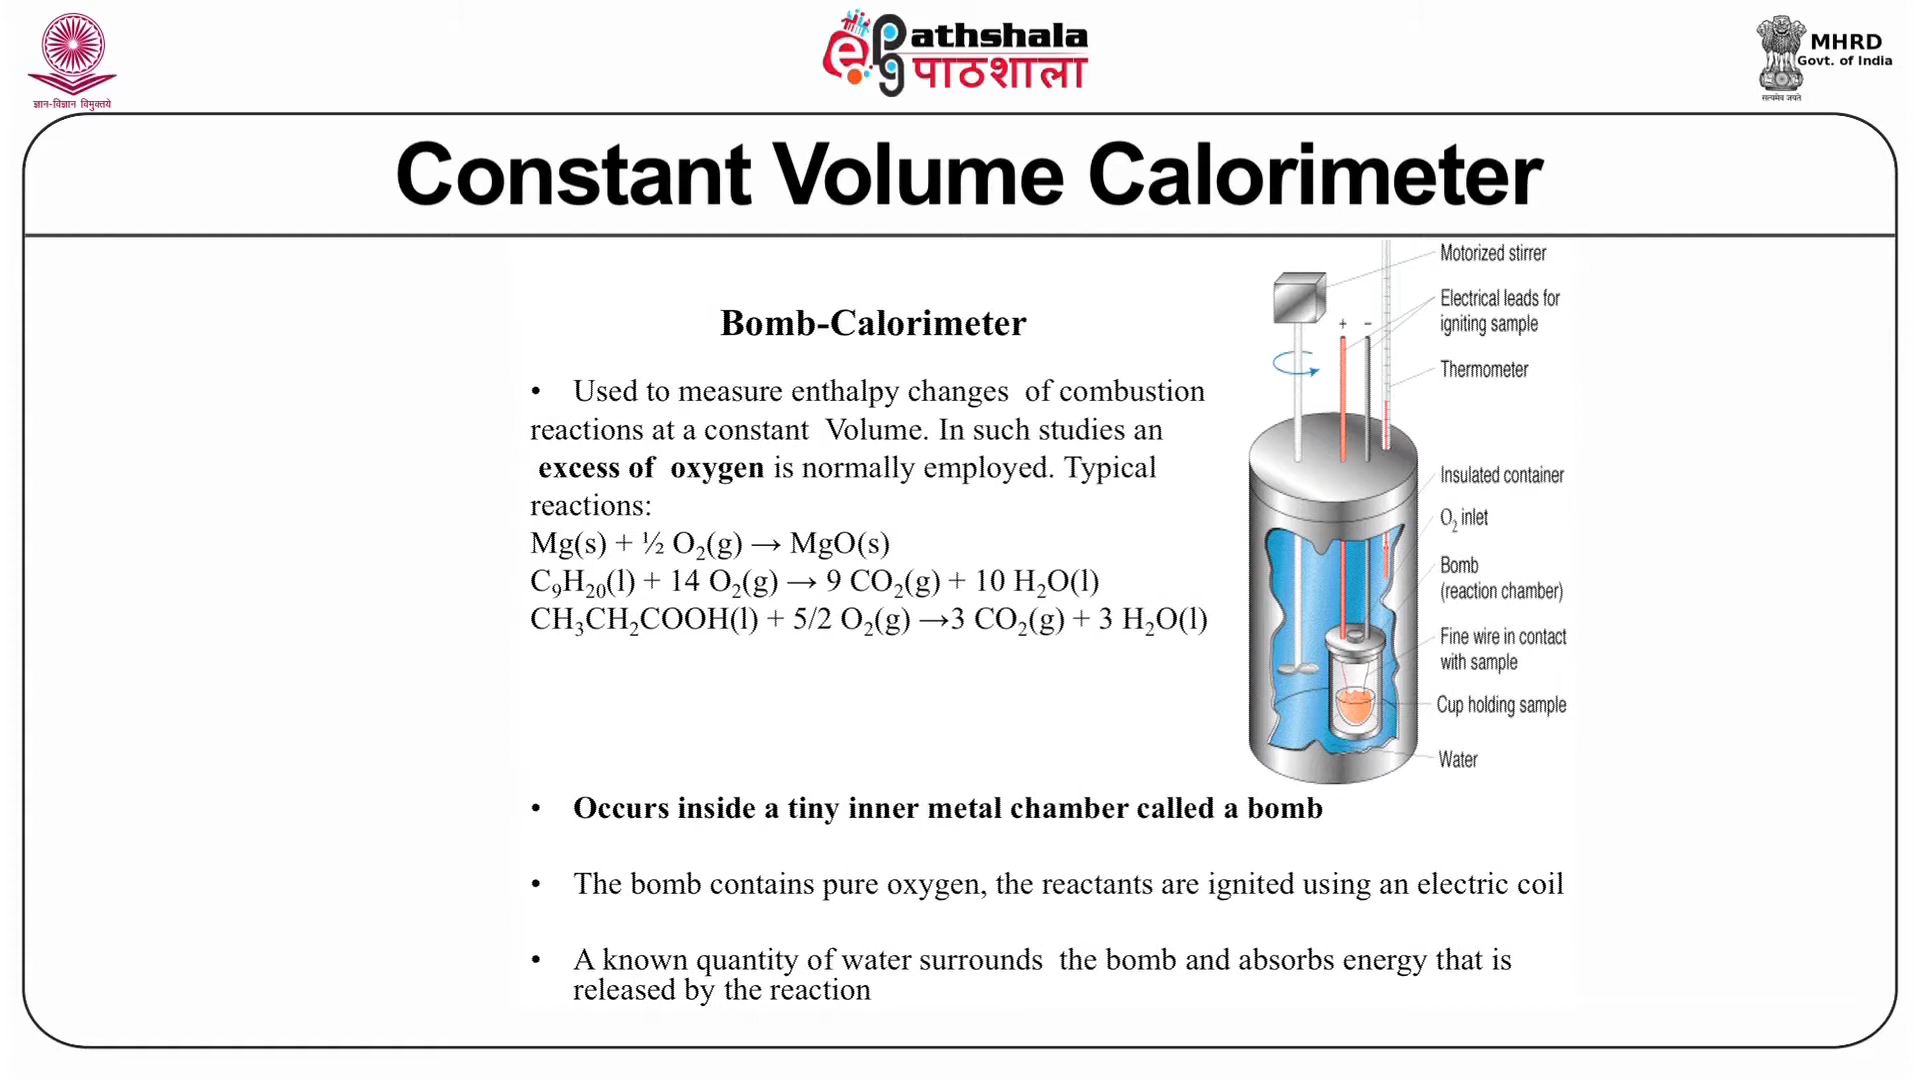 ज्ञान-विज्ञान विमुक्तये
ePG athshala
पाठशाला
MHRD
Govt. of India
सत्यमेव जयते
Constant Volume Calorimeter
Bomb-Calorimeter
• Used to measure enthalpy changes of combustion
reactions at a constant Volume. In such studies an
excess of oxygen is normally employed. Typical
reactions:
Mg(s) + ½ O₂(g) → MgO(s)
C₉H₂₀(l) + 14 O₂(g) → 9 CO₂(g) + 10 H₂O(l)
CH₃CH₂COOH(l) + 5/2 O₂(g) →3 CO₂(g) + 3 H₂O(l)
Motorized stirrer
Electrical leads for
igniting sample
+ −
Thermometer
Insulated container
O₂ inlet
Bomb
(reaction chamber)
Fine wire in contact
with sample
Cup holding sample
Water
• Occurs inside a tiny inner metal chamber called a bomb
• The bomb contains pure oxygen, the reactants are ignited using an electric coil
• A known quantity of water surrounds the bomb and absorbs energy that is
released by the reaction